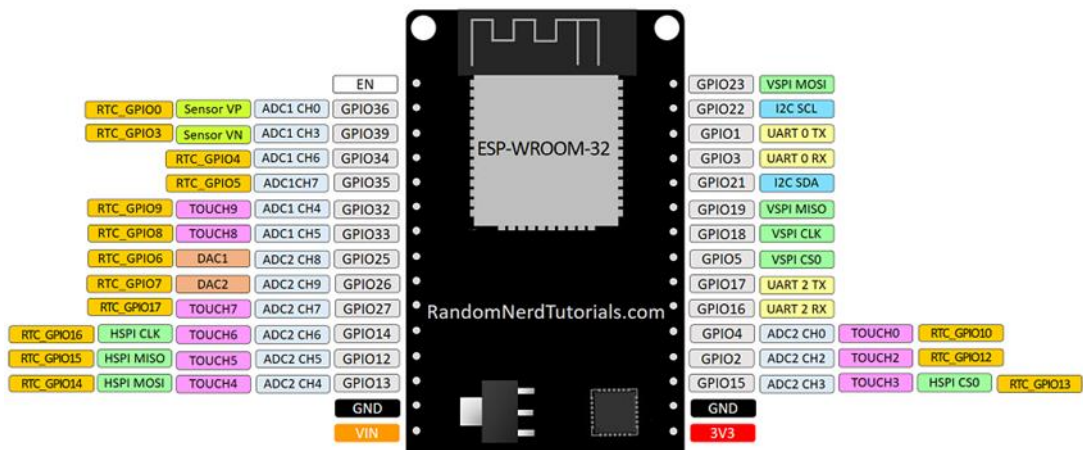 EN GPIO23 VSPI MOSI
RTC_GPIO0 Sensor VP ADC1 CH0 GPIO36 GPIO22 I2C SCL
RTC_GPIO3 Sensor VN ADC1 CH3 GPIO39 GPIO1 UART 0 TX
RTC_GPIO4 ADC1 CH6 GPIO34 ESP-WROOM-32 GPIO3 UART 0 RX
RTC_GPIO5 ADC1CH7 GPIO35 GPIO21 I2C SDA
RTC_GPIO9 TOUCH9 ADC1 CH4 GPIO32 GPIO19 VSPI MISO
RTC_GPIO8 TOUCH8 ADC1 CH5 GPIO33 GPIO18 VSPI CLK
RTC_GPIO6 DAC1 ADC2 CH8 GPIO25 GPIO5 VSPI CS0
RTC_GPIO7 DAC2 ADC2 CH9 GPIO26 GPIO17 UART 2 TX
RTC_GPIO17 TOUCH7 ADC2 CH7 GPIO27 RandomNerdTutorials.com GPIO16 UART 2 RX
RTC_GPIO16 HSPI CLK TOUCH6 ADC2 CH6 GPIO14 GPIO4 ADC2 CH0 TOUCH0 RTC_GPIO10
RTC_GPIO15 HSPI MISO TOUCH5 ADC2 CH5 GPIO12 GPIO2 ADC2 CH2 TOUCH2 RTC_GPIO12
RTC_GPIO14 HSPI MOSI TOUCH4 ADC2 CH4 GPIO13 GPIO15 ADC2 CH3 TOUCH3 HSPI CS0 RTC_GPIO13
GND GND
VIN 3V3